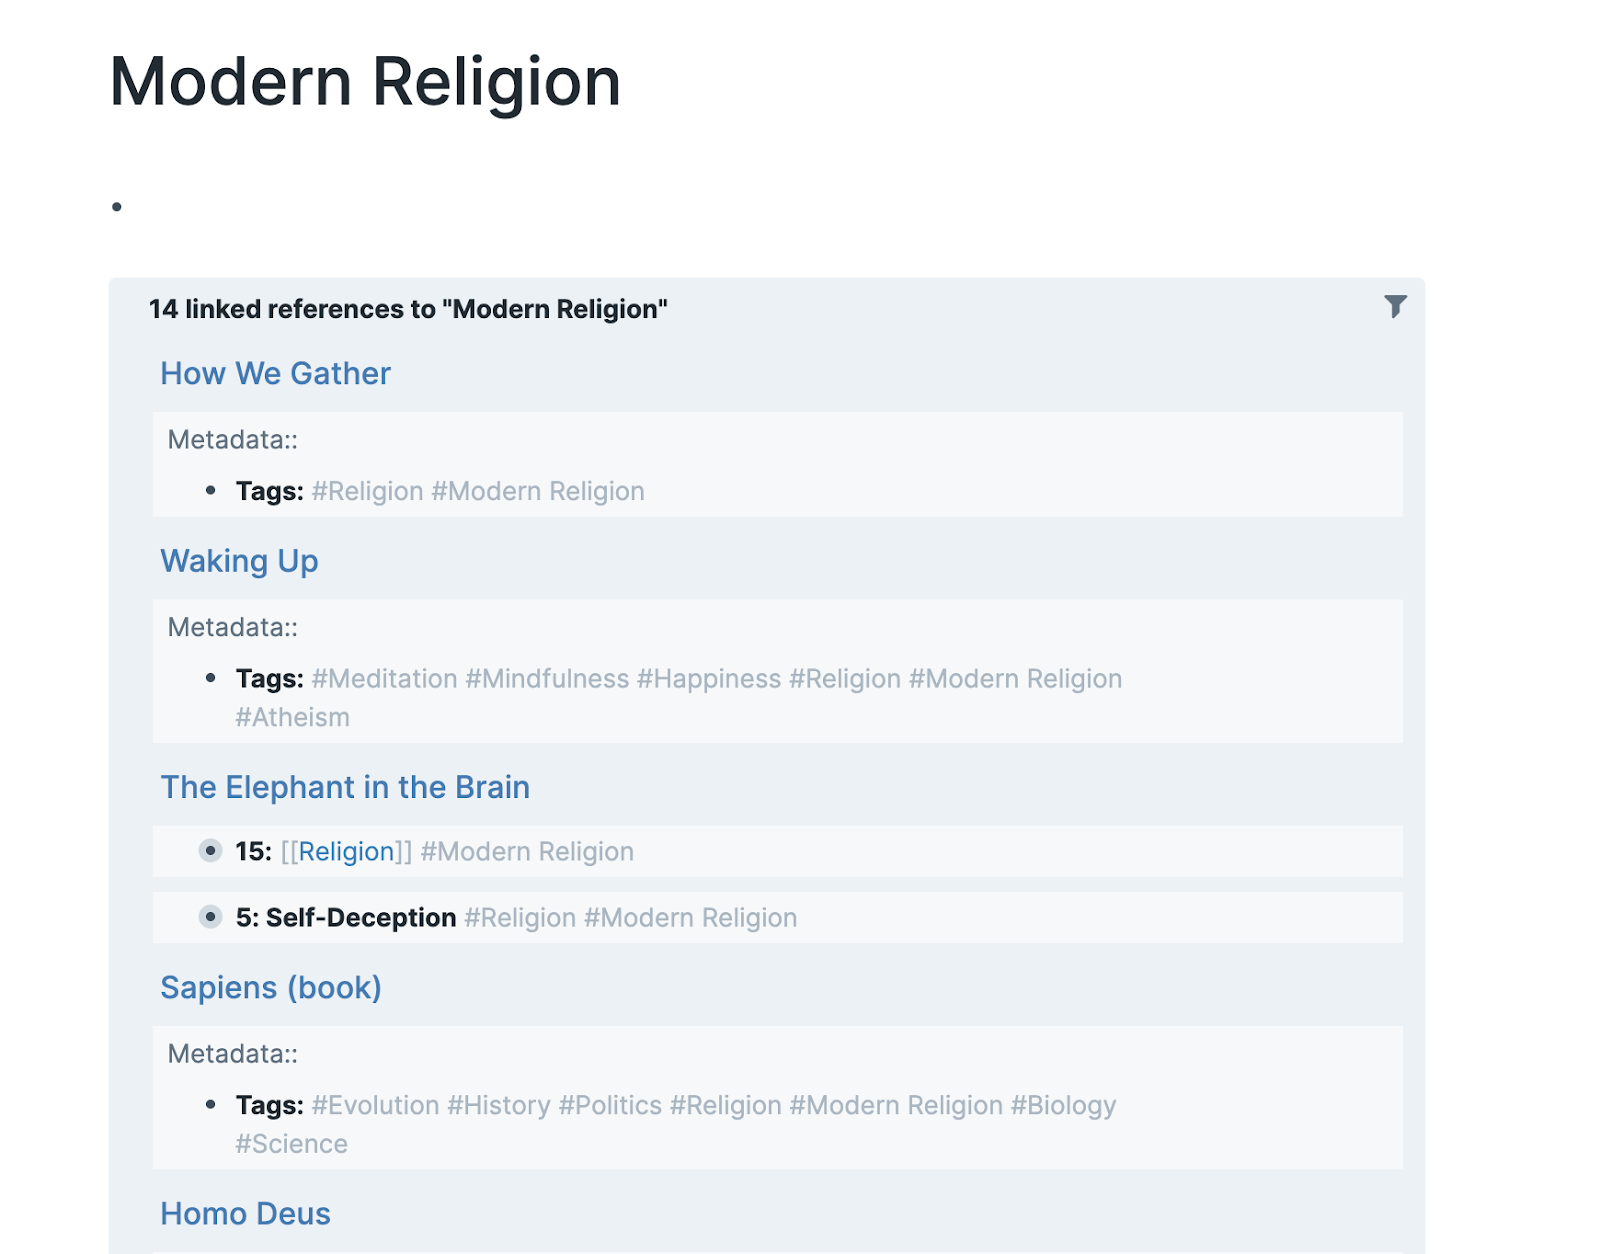 Modern Religion
14 linked references to "Modern Religion"
How We Gather
Metadata::
Tags: #Religion #Modern Religion
Waking Up
Metadata::
Tags: #Meditation #Mindfulness #Happiness #Religion #Modern Religion
#Atheism
The Elephant in the Brain
15: [[Religion]] #Modern Religion
5: Self-Deception #Religion #Modern Religion
Sapiens (book)
Metadata::
Tags: #Evolution #History #Politics #Religion #Modern Religion #Biology
#Science
Homo Deus